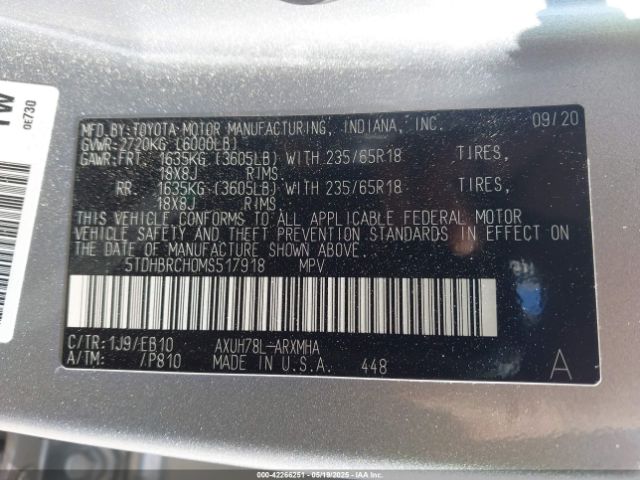 MFD.BY:TOYOTA MOTOR MANUFACTURING, INDIANA, INC. 09/20
GVWR-2720KG (6000LB)
GAWR:FRT. 1635KG (3605LB) WITH 235/65R18 TIRES,
18X8J RIMS.
RR. 1635KG (3605LB) WITH 235/65R18 TIRES,
18X8J RIMS.
THIS VEHICLE CONFORMS TO ALL APPLICABLE FEDERAL MOTOR
VEHICLE SAFETY AND THEFT PREVENTION STANDARDS IN EFFECT ON
THE DATE OF MANUFACTURE SHOWN ABOVE.
5TDHBRCH0MS517918 MPV
C/TR:1J9/EB10 AXUH78L-ARXMHA
A/TM: /P810 MADE IN U.S.A. 448 A
0E730
000-42266251 - 05/19/2025 - IAAI.COM